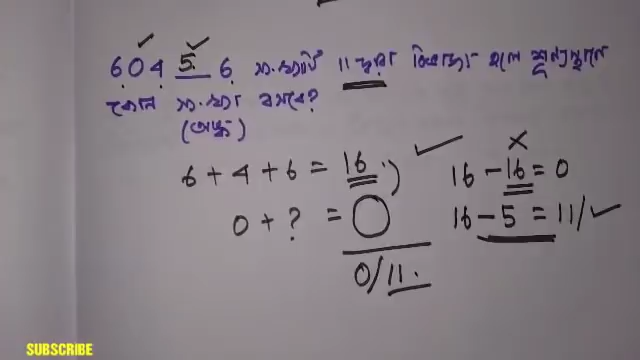 604 5 6 সংখ্যাটি 11 দ্বারা বিভাজ্য হলে শূন্যস্থানে
কোন সংখ্যা বসবে?
(অঙ্ক)
6 + 4 + 6 = 16
0 + ? = 0
0/11.
×
16 - 16 = 0
16 - 5 = 11/
SUBSCRIBE